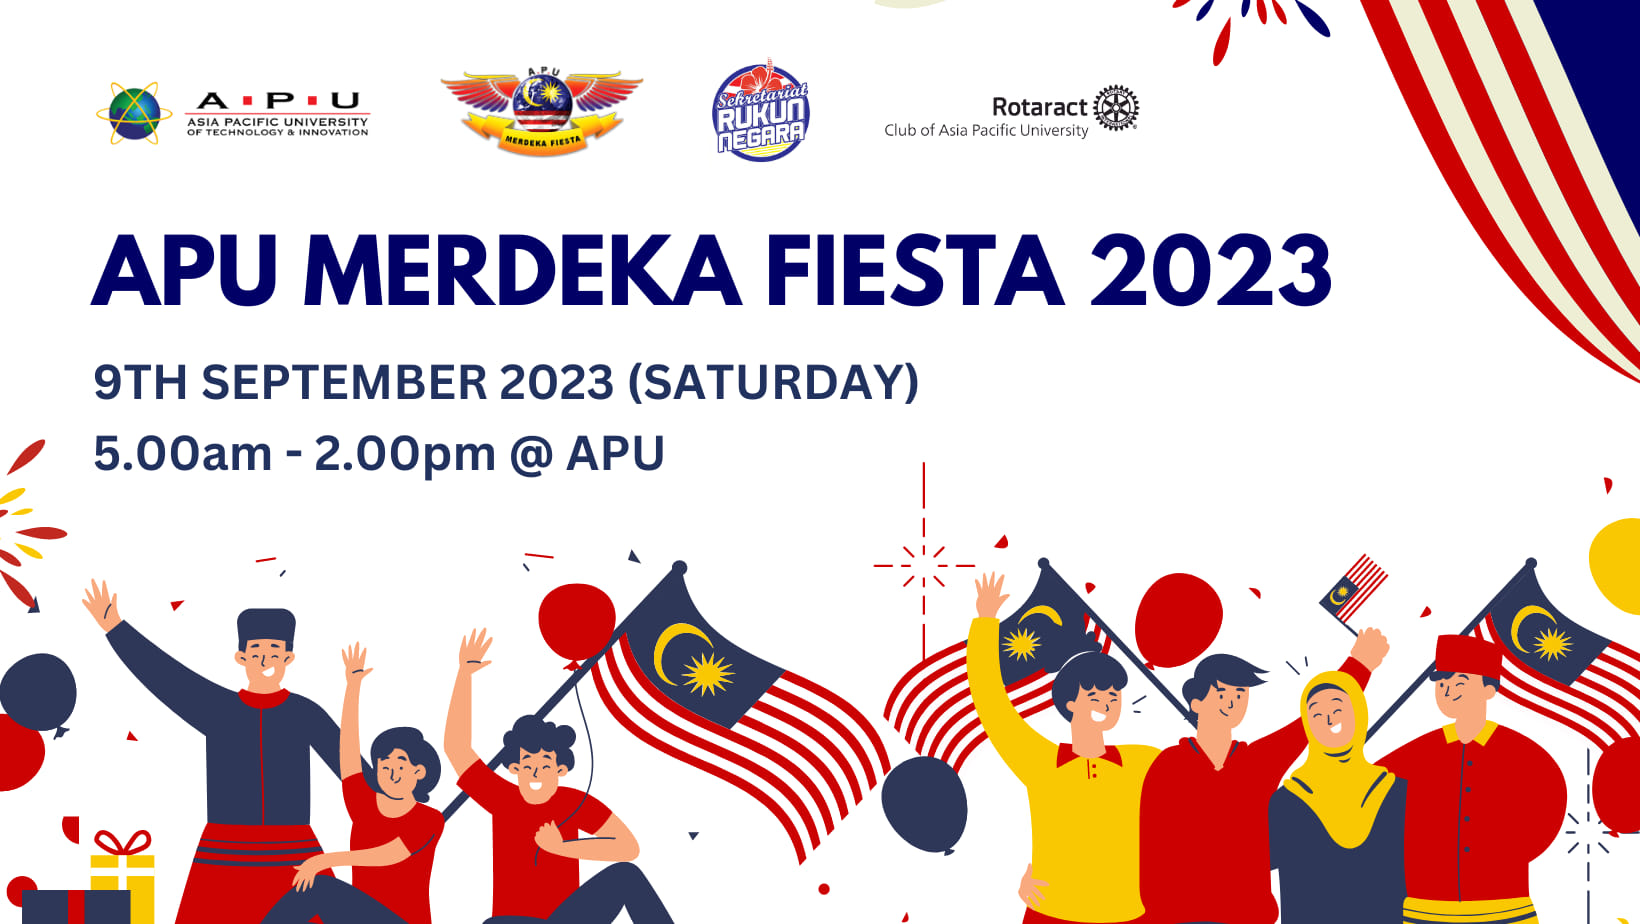 A·P·U
ASIA PACIFIC UNIVERSITY
OF TECHNOLOGY & INNOVATION
A.P.U
MERDEKA FIESTA
Sekretariat
RUKUN
NEGARA
Rotaract
Club of Asia Pacific University
APU MERDEKA FIESTA 2023
9TH SEPTEMBER 2023 (SATURDAY)
5.00am - 2.00pm @ APU